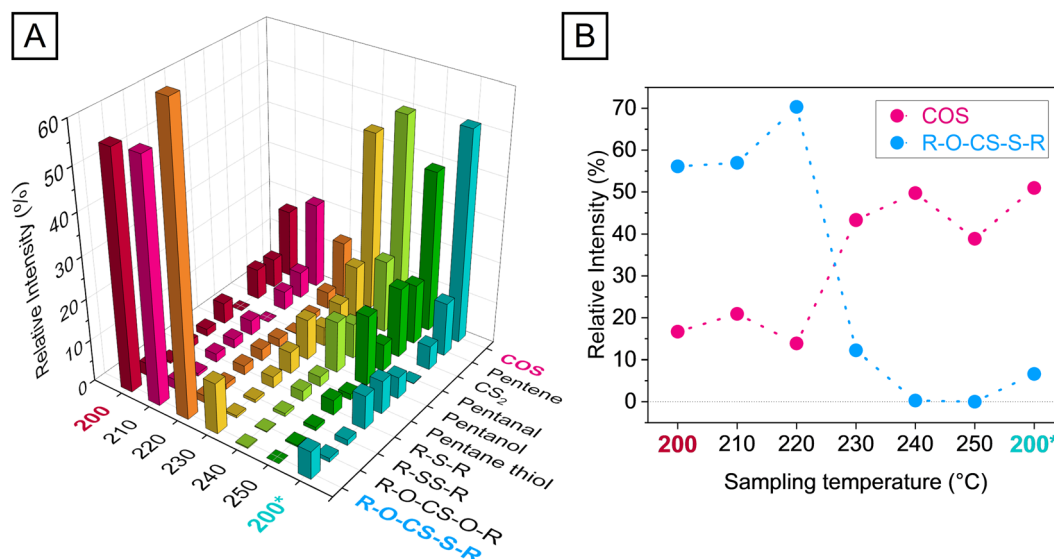 A
Relative Intensity (%)
60
50
40
30
20
10
0
200
210
220
230
240
250
200*
COS
Pentene
CS2
Pentanal
Pentanol
Pentane thiol
R-S-R
R-SS-R
R-O-CS-O-R
R-O-CS-S-R
B
Relative Intensity (%)
70
60
50
40
30
20
10
0
COS
R-O-CS-S-R
200 210 220 230 240 250 200*
Sampling temperature (°C)